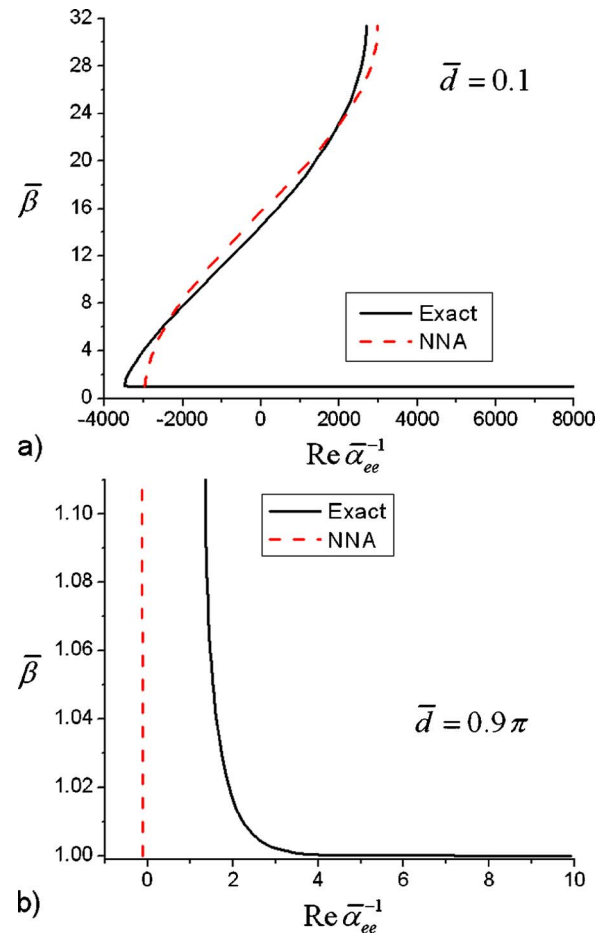 32
28
24
20
16
12
8
4
0
β̄
d̄ = 0.1
Exact
NNA
-4000 -2000 0 2000 4000 6000 8000
Re ᾱ_ee^-1
a)
1.10
1.08
1.06
1.04
1.02
1.00
β̄
Exact
NNA
d̄ = 0.9π
0 2 4 6 8 10
Re ᾱ_ee^-1
b)